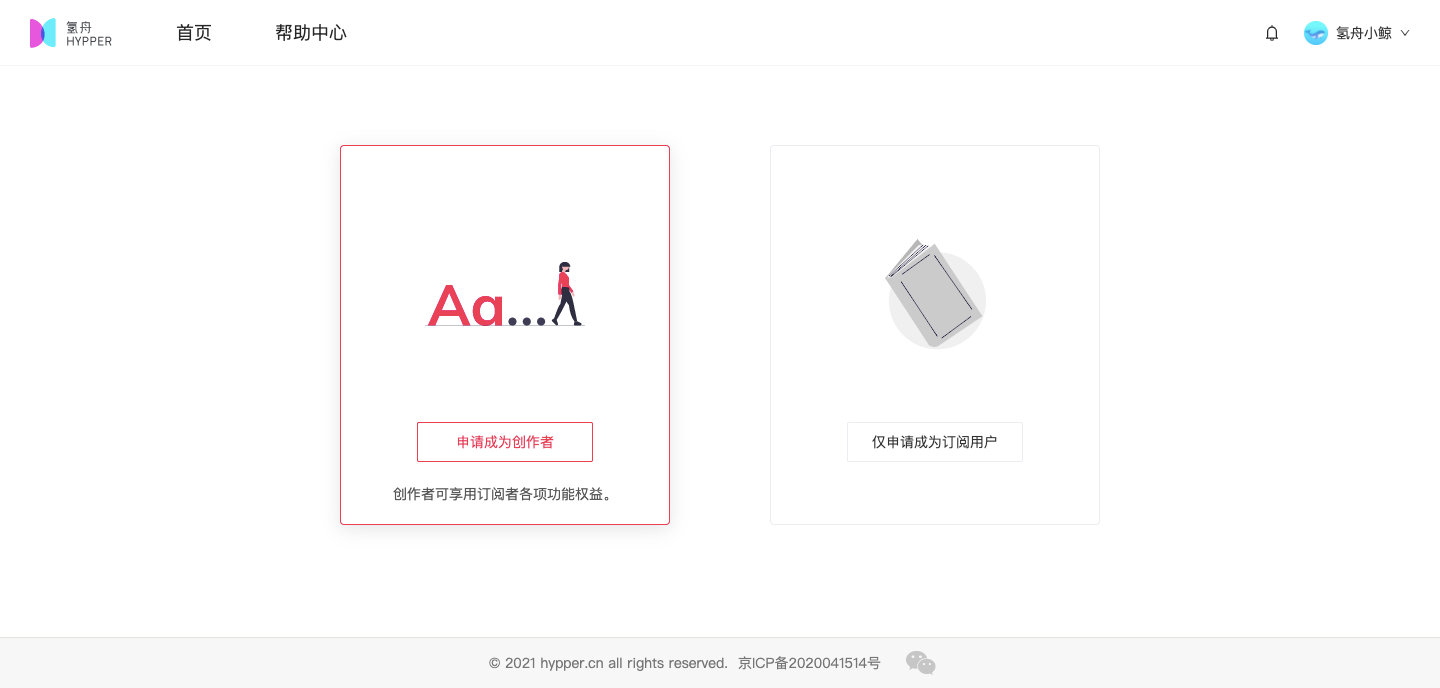 氢舟
HYPPER
首页
帮助中心
氢舟小鲸
Aa...
申请成为创作者
创作者可享用订阅者各项功能权益。
仅申请成为订阅用户
© 2021 hypper.cn all rights reserved. 京ICP备2020041514号